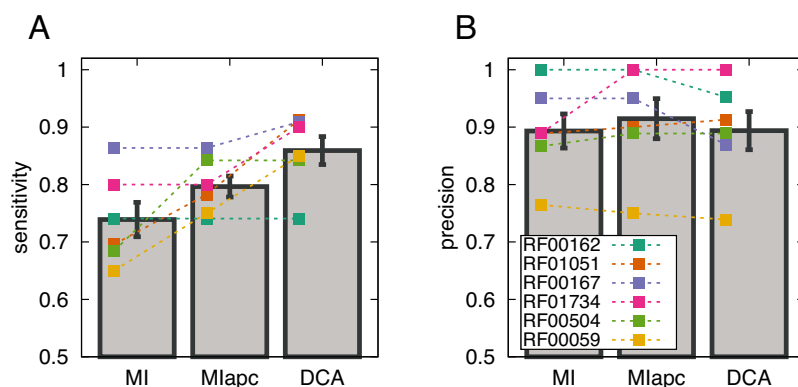 A
B
1
0.9
0.8
0.7
0.6
0.5
sensitivity
MI
MIapc
DCA
1
0.9
0.8
0.7
0.6
0.5
precision
RF00162
RF01051
RF00167
RF01734
RF00504
RF00059
MI
MIapc
DCA